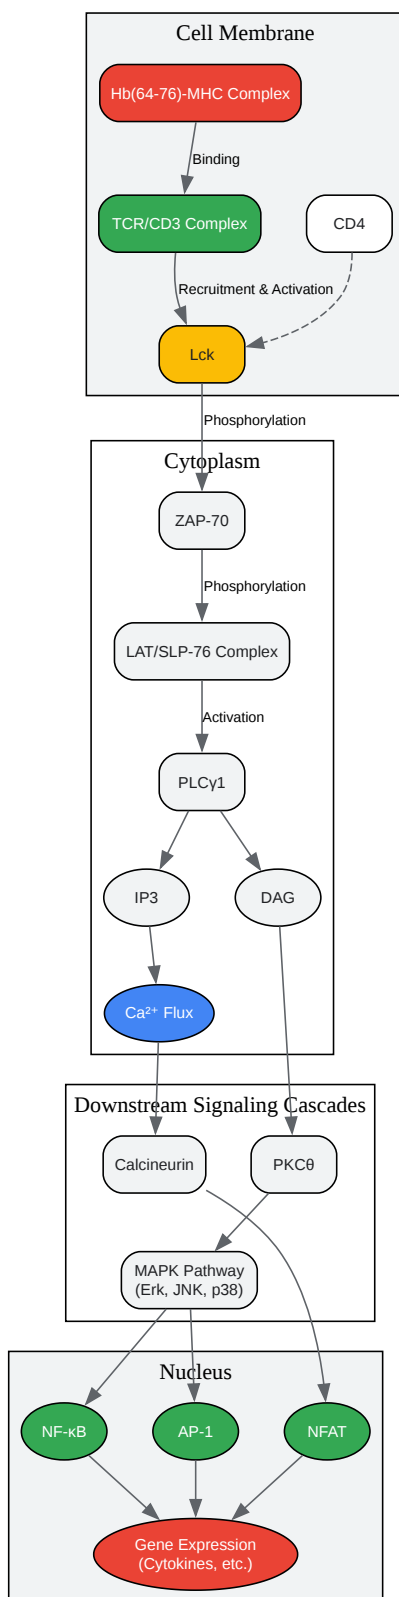 Cell Membrane
Hb(64-76)-MHC Complex
Binding
TCR/CD3 Complex
CD4
Recruitment & Activation
Lck
Phosphorylation
Cytoplasm
ZAP-70
Phosphorylation
LAT/SLP-76 Complex
Activation
PLCγ1
IP3
DAG
Ca²⁺ Flux
Downstream Signaling Cascades
Calcineurin
PKCθ
MAPK Pathway
(Erk, JNK, p38)
Nucleus
NF-κB
AP-1
NFAT
Gene Expression
(Cytokines, etc.)